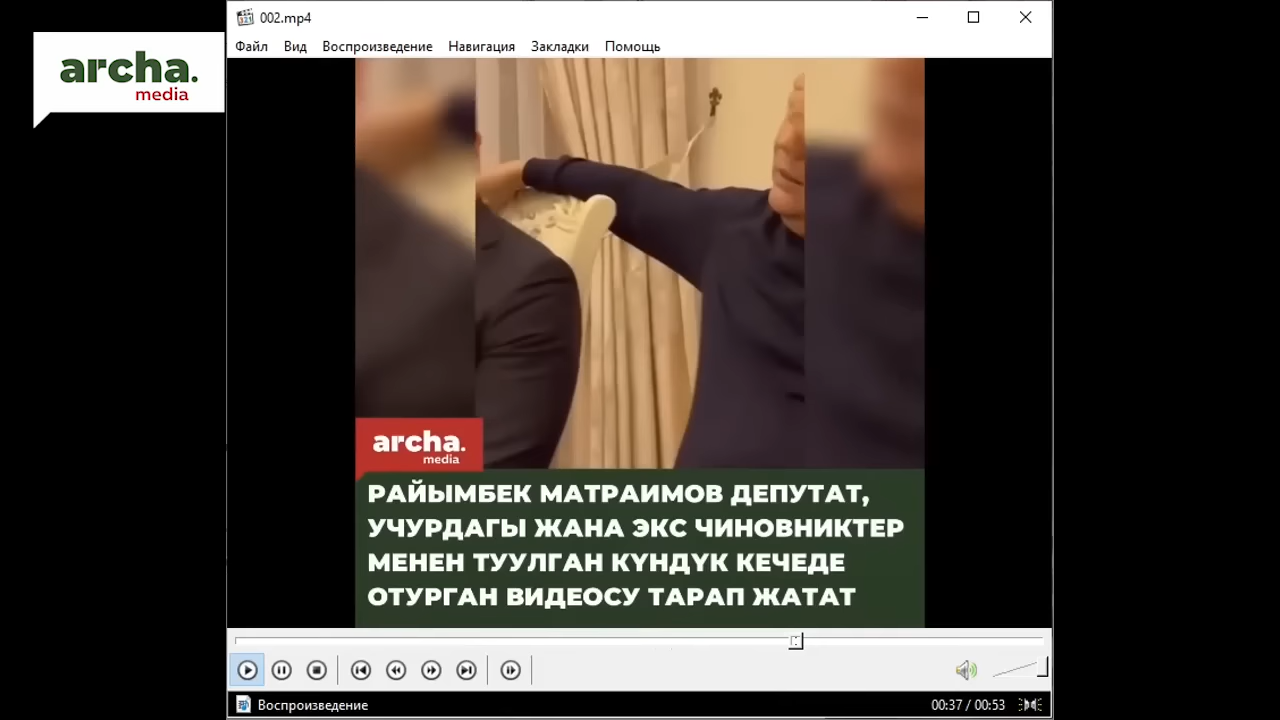 002.mp4
Файл Вид Воспроизведение Навигация Закладки Помощь
archa.
media
archa.
media
РАЙЫМБЕК МАТРАИМОВ ДЕПУТАТ,
УЧУРДАГЫ ЖАНА ЭКС ЧИНОВНИКТЕР
МЕНЕН ТУУЛГАН КҮНДҮК КЕЧЕДЕ
ОТУРГАН ВИДЕОСУ ТАРАП ЖАТАТ
Воспроизведение 00:37 / 00:53